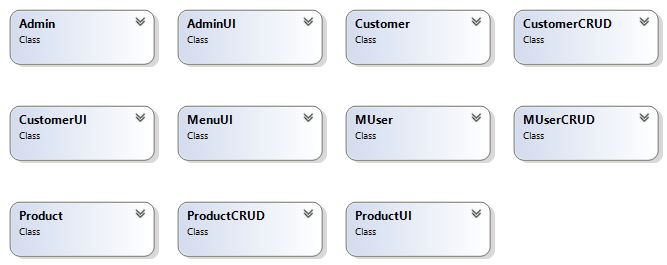 Admin
Class
AdminUI
Class
Customer
Class
CustomerCRUD
Class
CustomerUI
Class
MenuUI
Class
MUser
Class
MUserCRUD
Class
Product
Class
ProductCRUD
Class
ProductUI
Class